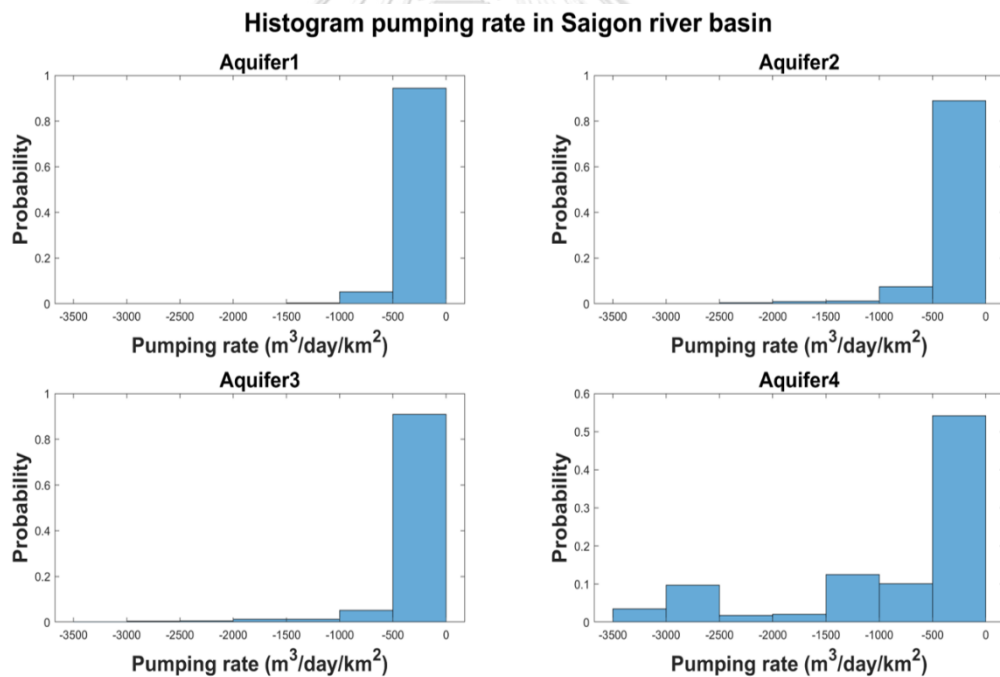 Histogram pumping rate in Saigon river basin
Aquifer1
Probability
1
0.8
0.6
0.4
0.2
0
-3500 -3000 -2500 -2000 -1500 -1000 -500 0
Pumping rate (m³/day/km²)
Aquifer2
Probability
1
0.8
0.6
0.4
0.2
0
-3500 -3000 -2500 -2000 -1500 -1000 -500 0
Pumping rate (m³/day/km²)
Aquifer3
Probability
1
0.8
0.6
0.4
0.2
0
-3500 -3000 -2500 -2000 -1500 -1000 -500 0
Pumping rate (m³/day/km²)
Aquifer4
Probability
0.6
0.5
0.4
0.3
0.2
0.1
0
-3500 -3000 -2500 -2000 -1500 -1000 -500 0
Pumping rate (m³/day/km²)